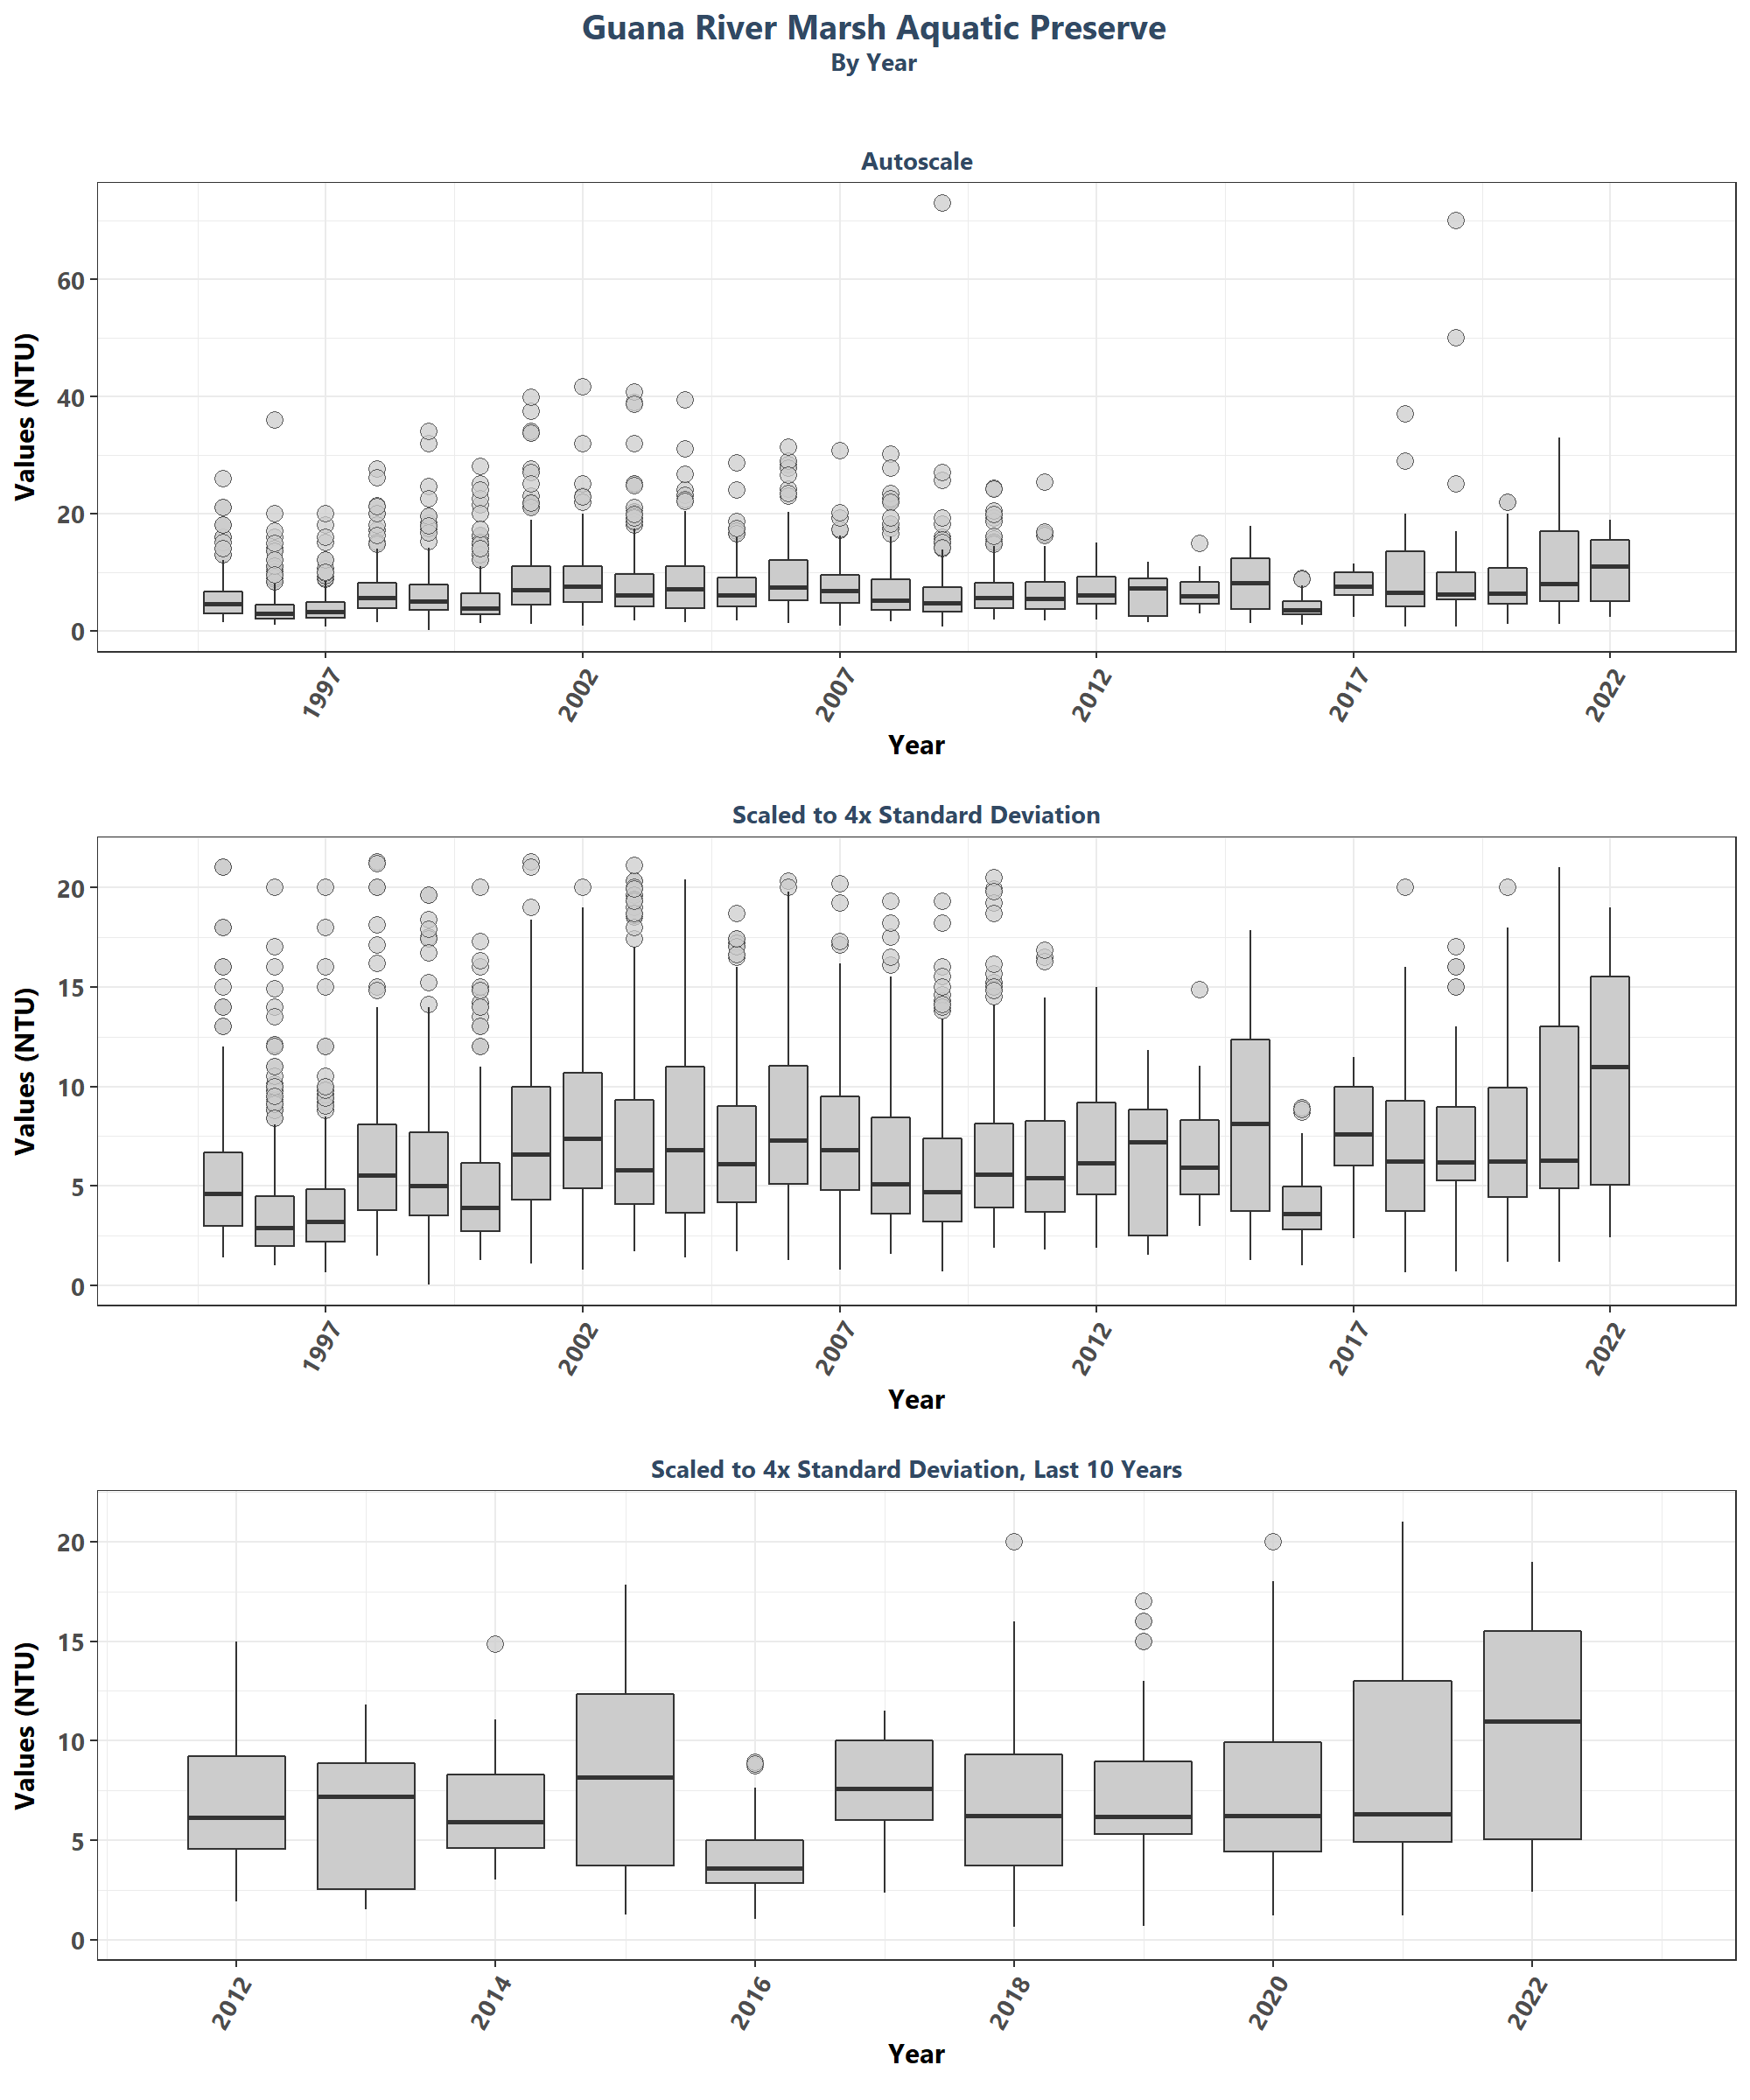 Guana River Marsh Aquatic Preserve
By Year
Autoscale
Values (NTU)
60
40
20
0
1997 2002 2007 2012 2017 2022
Year
Scaled to 4x Standard Deviation
Values (NTU)
20
15
10
5
0
1997 2002 2007 2012 2017 2022
Year
Scaled to 4x Standard Deviation, Last 10 Years
Values (NTU)
20
15
10
5
0
2012 2014 2016 2018 2020 2022
Year